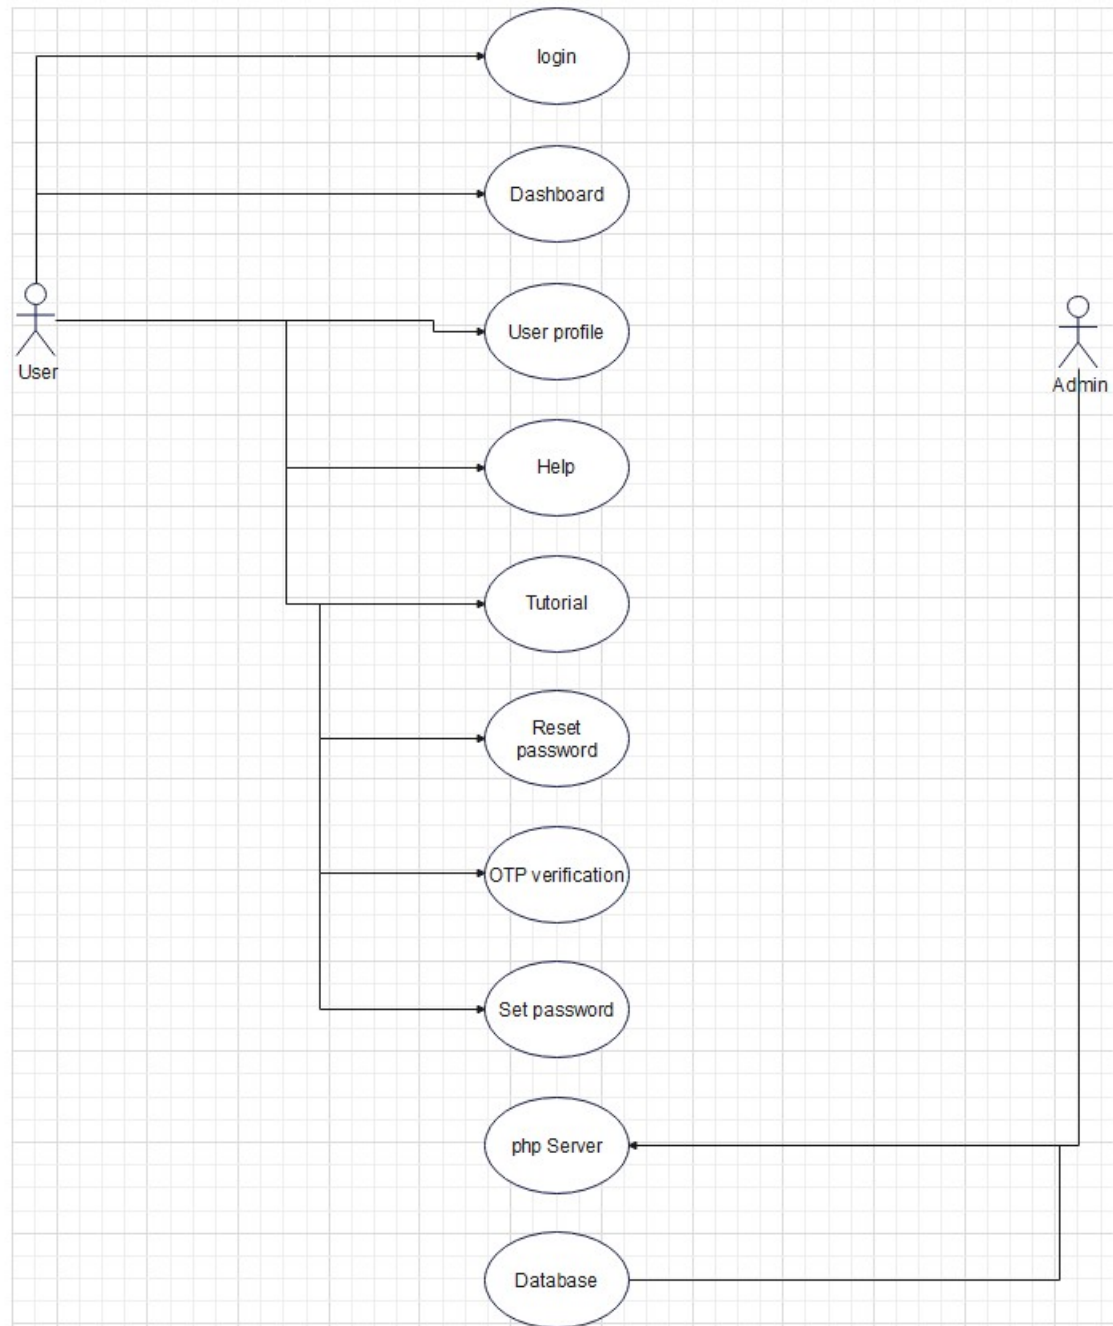 login
Dashboard
User profile
User
Admin
Help
Tutorial
Reset
password
OTP verification
Set password
php Server
Database